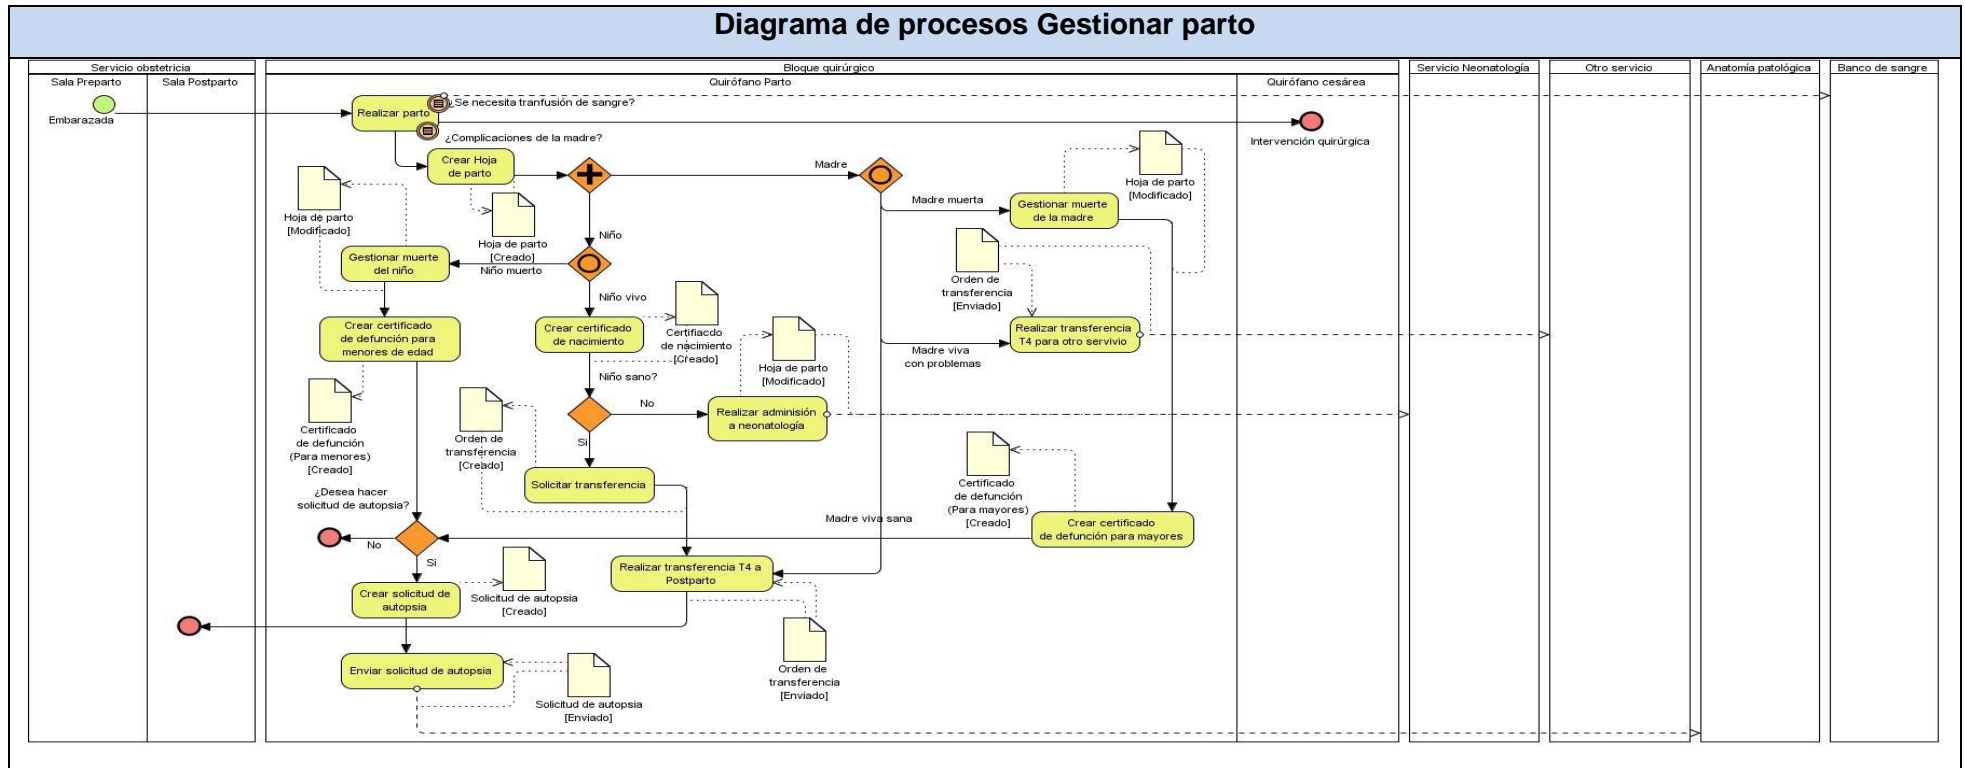 Diagrama de procesos Gestionar parto
Servicio obstetricia
Bloque quirúrgico
Servicio Neonatología
Otro servicio
Anatomía patológica
Banco de sangre
Sala Preparto
Sala Postparto
Quirófano Parto
Quirófano cesárea
Embarazada
Realizar parto
¿Se necesita tranfusión de sangre?
¿Complicaciones de la madre?
Intervención quirúrgica
Crear Hoja
de parto
Madre
Hoja de parto
[Modificado]
Hoja de parto
[Modificado]
Hoja de parto
[Creado]
Niño
Madre muerta
Gestionar muerte
de la madre
Gestionar muerte
del niño
Niño muerto
Niño vivo
Orden de
transferencia
[Enviado]
Crear certificado
de defunción para
menores de edad
Crear certificado
de nacimiento
Certifiacdo
de nacimiento
[Creado]
Realizar transferencia
T4 para otro servivio
Madre viva
con problemas
Hoja de parto
[Modificado]
Niño sano?
No
Realizar adminisión
a neonatología
Certificado
de defunción
(Para menores)
[Creado]
Orden de
transferencia
[Creado]
Si
Solicitar transferencia
Certificado
de defunción
(Para mayores)
[Creado]
¿Desea hacer
solicitud de autopsia?
Madre viva sana
Crear certificado
de defunción para mayores
No
Si
Realizar transferencia T4 a
Postparto
Crear solicitud de
autopsia
Solicitud de autopsia
[Creado]
Enviar solicitud de autopsia
Orden de
transferencia
[Enviado]
Solicitud de autopsia
[Enviado]